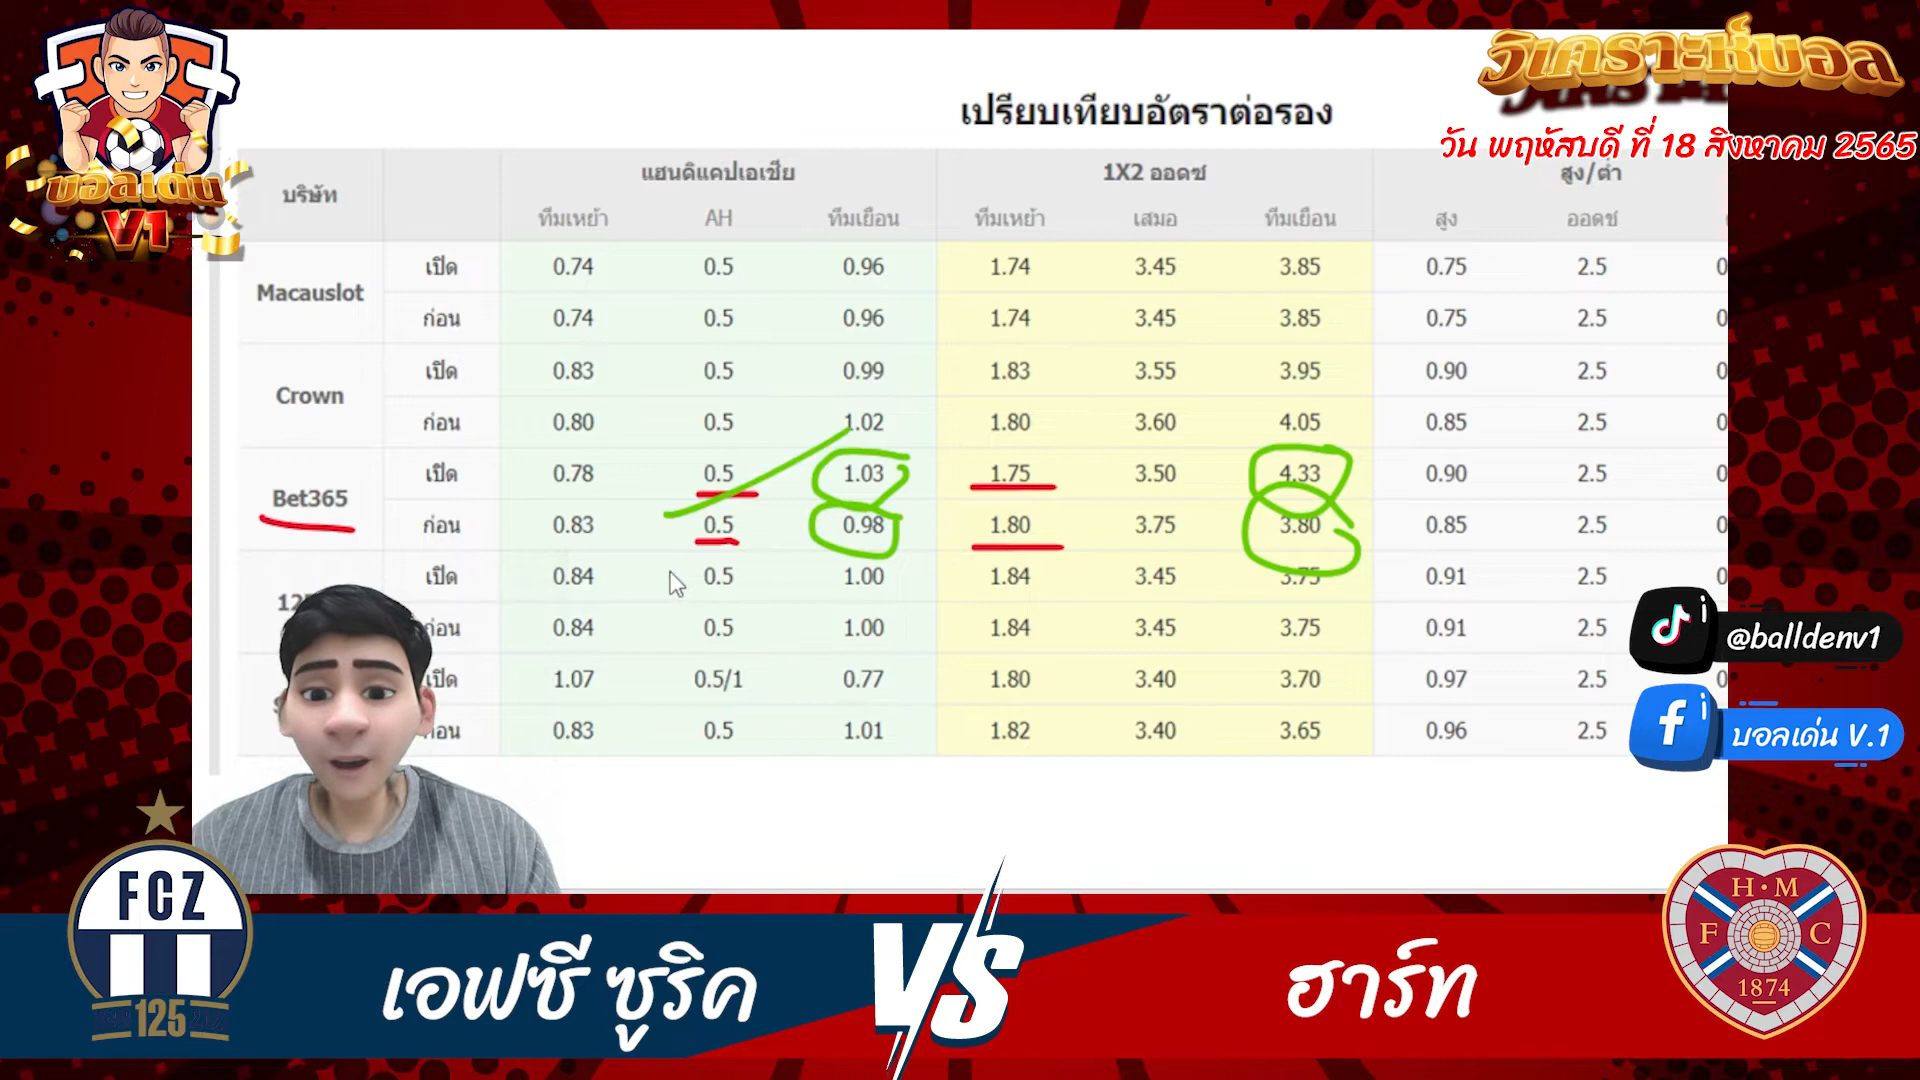 บอลเด่น
V1
วิเคราะห์บอล
วัน พฤหัสบดี ที่ 18 สิงหาคม 2565
เปรียบเทียบอัตราต่อรอง
บริษัท แฮนดิแคปเอเชีย 1X2 ออดซ์ สูง/ต่ำ
ทีมเหย้า AH ทีมเยือน ทีมเหย้า เสมอ ทีมเยือน สูง ออดซ์
Macauslot
เปิด 0.74 0.5 0.96 1.74 3.45 3.85 0.75 2.5
ก่อน 0.74 0.5 0.96 1.74 3.45 3.85 0.75 2.5
Crown
เปิด 0.83 0.5 0.99 1.83 3.55 3.95 0.90 2.5
ก่อน 0.80 0.5 1.02 1.80 3.60 4.05 0.85 2.5
Bet365
เปิด 0.78 0.5 1.03 1.75 3.50 4.33 0.90 2.5
ก่อน 0.83 0.5 0.98 1.80 3.75 3.80 0.85 2.5
เปิด 0.84 0.5 1.00 1.84 3.45 3.75 0.91 2.5
ก่อน 0.84 0.5 1.00 1.84 3.45 3.75 0.91 2.5
เปิด 1.07 0.5/1 0.77 1.80 3.40 3.70 0.97 2.5
ก่อน 0.83 0.5 1.01 1.82 3.40 3.65 0.96 2.5
@balldenv1
บอลเด่น V.1
FCZ
125
เอฟซี ซูริค
VS
ฮาร์ท
H·M
F C
1874